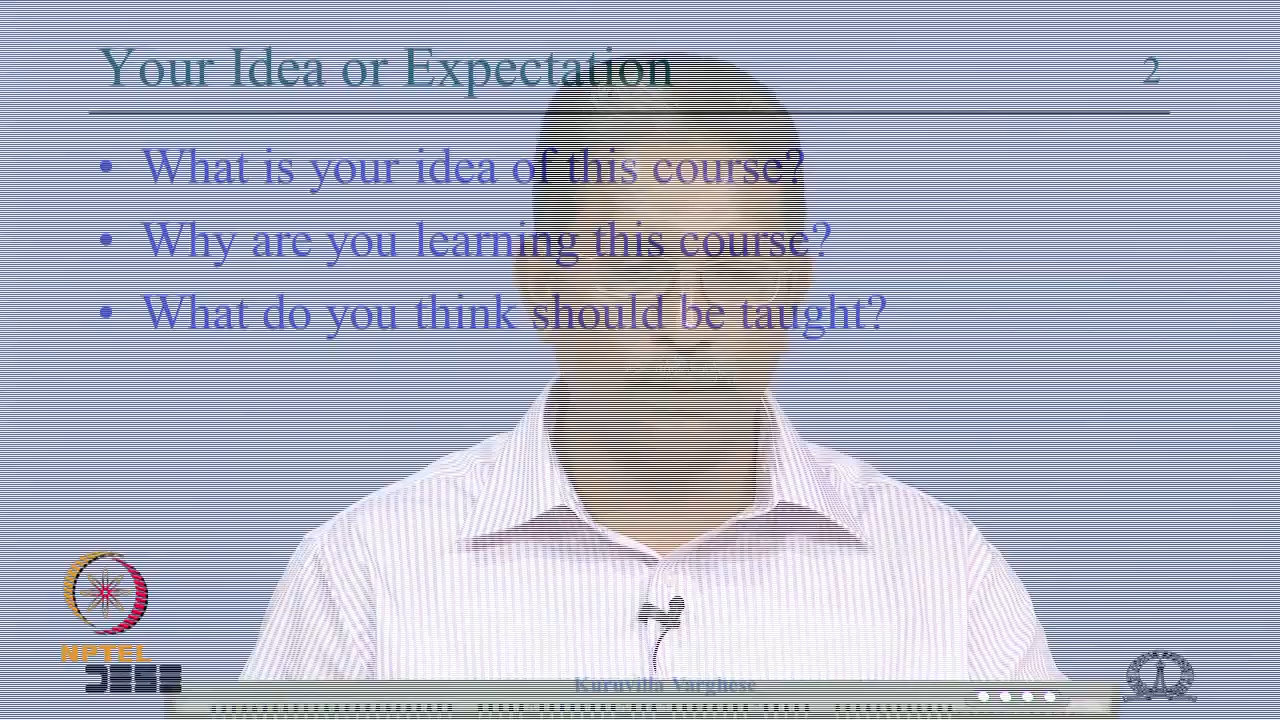 Your Idea or Expectation
2
• What is your idea of this course?
• Why are you learning this course?
• What do you think should be taught?
NPTEL
Kuruvilla Varghese